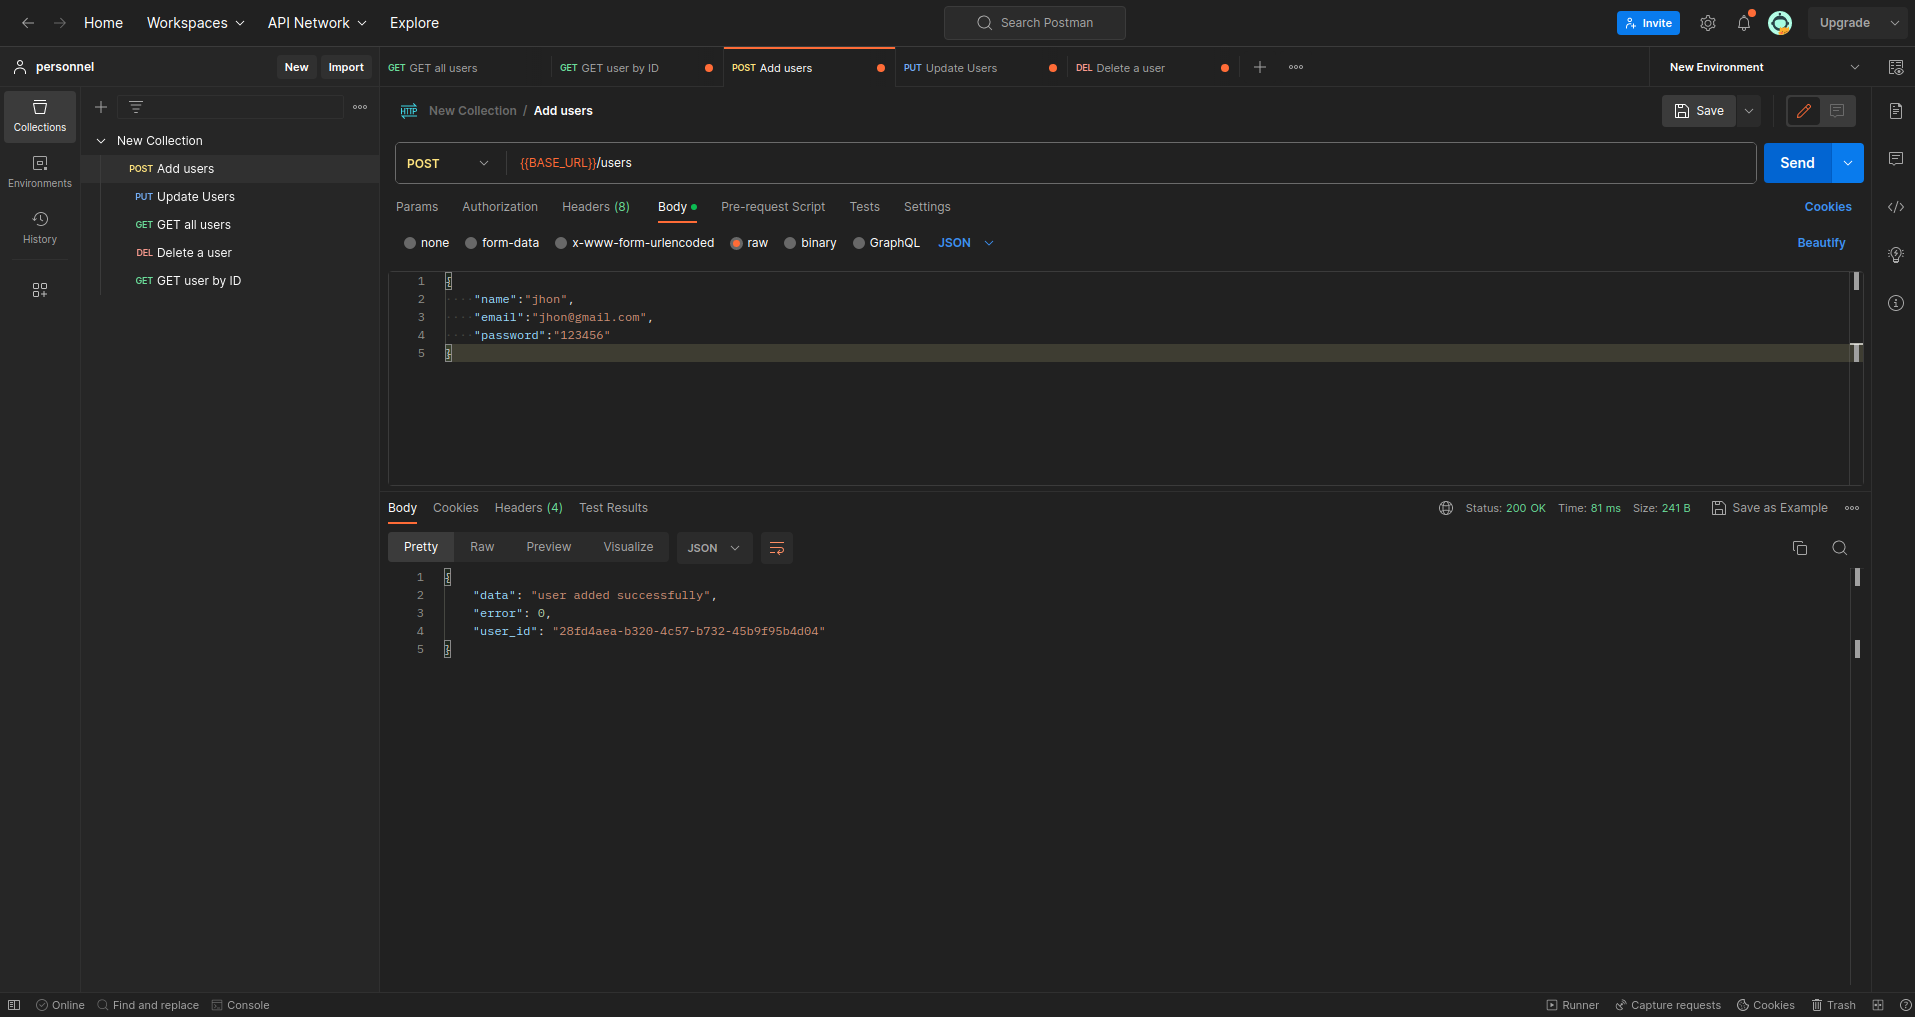 Home Workspaces API Network Explore Search Postman Invite Upgrade
personnel New Import GET GET all users GET GET user by ID POST Add users PUT Update Users DEL Delete a user New Environment
Collections
Environments
History
New Collection
POST Add users
PUT Update Users
GET GET all users
DEL Delete a user
GET GET user by ID
HTTP New Collection / Add users Save
POST {{BASE_URL}}/users Send
Params Authorization Headers (8) Body Pre-request Script Tests Settings Cookies
none form-data x-www-form-urlencoded raw binary GraphQL JSON Beautify
1 {
2 "name":"jhon",
3 "email":"jhon@gmail.com",
4 "password":"123456"
5 }
Body Cookies Headers (4) Test Results Status: 200 OK Time: 81 ms Size: 241 B Save as Example
Pretty Raw Preview Visualize JSON
1 {
2 "data": "user added successfully",
3 "error": 0,
4 "user_id": "28fd4aea-b320-4c57-b732-45b9f95b4d04"
5 }
Online Find and replace Console Runner Capture requests Cookies Trash